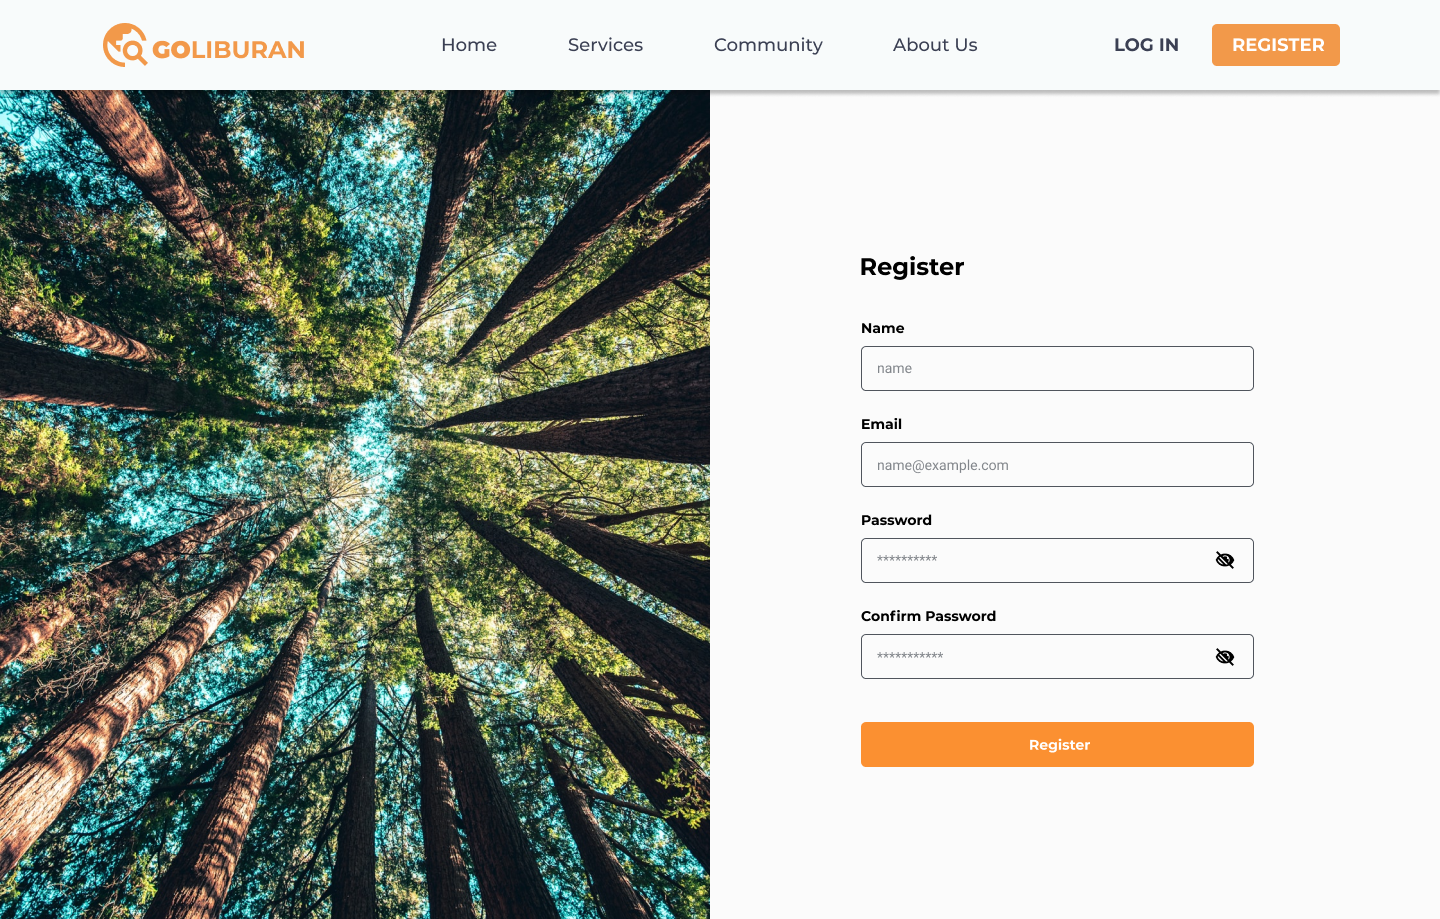 GOLIBURAN
Home
Services
Community
About Us
LOG IN
REGISTER
Register
Name
name
Email
name@example.com
Password
**********
Confirm Password
***********
Register